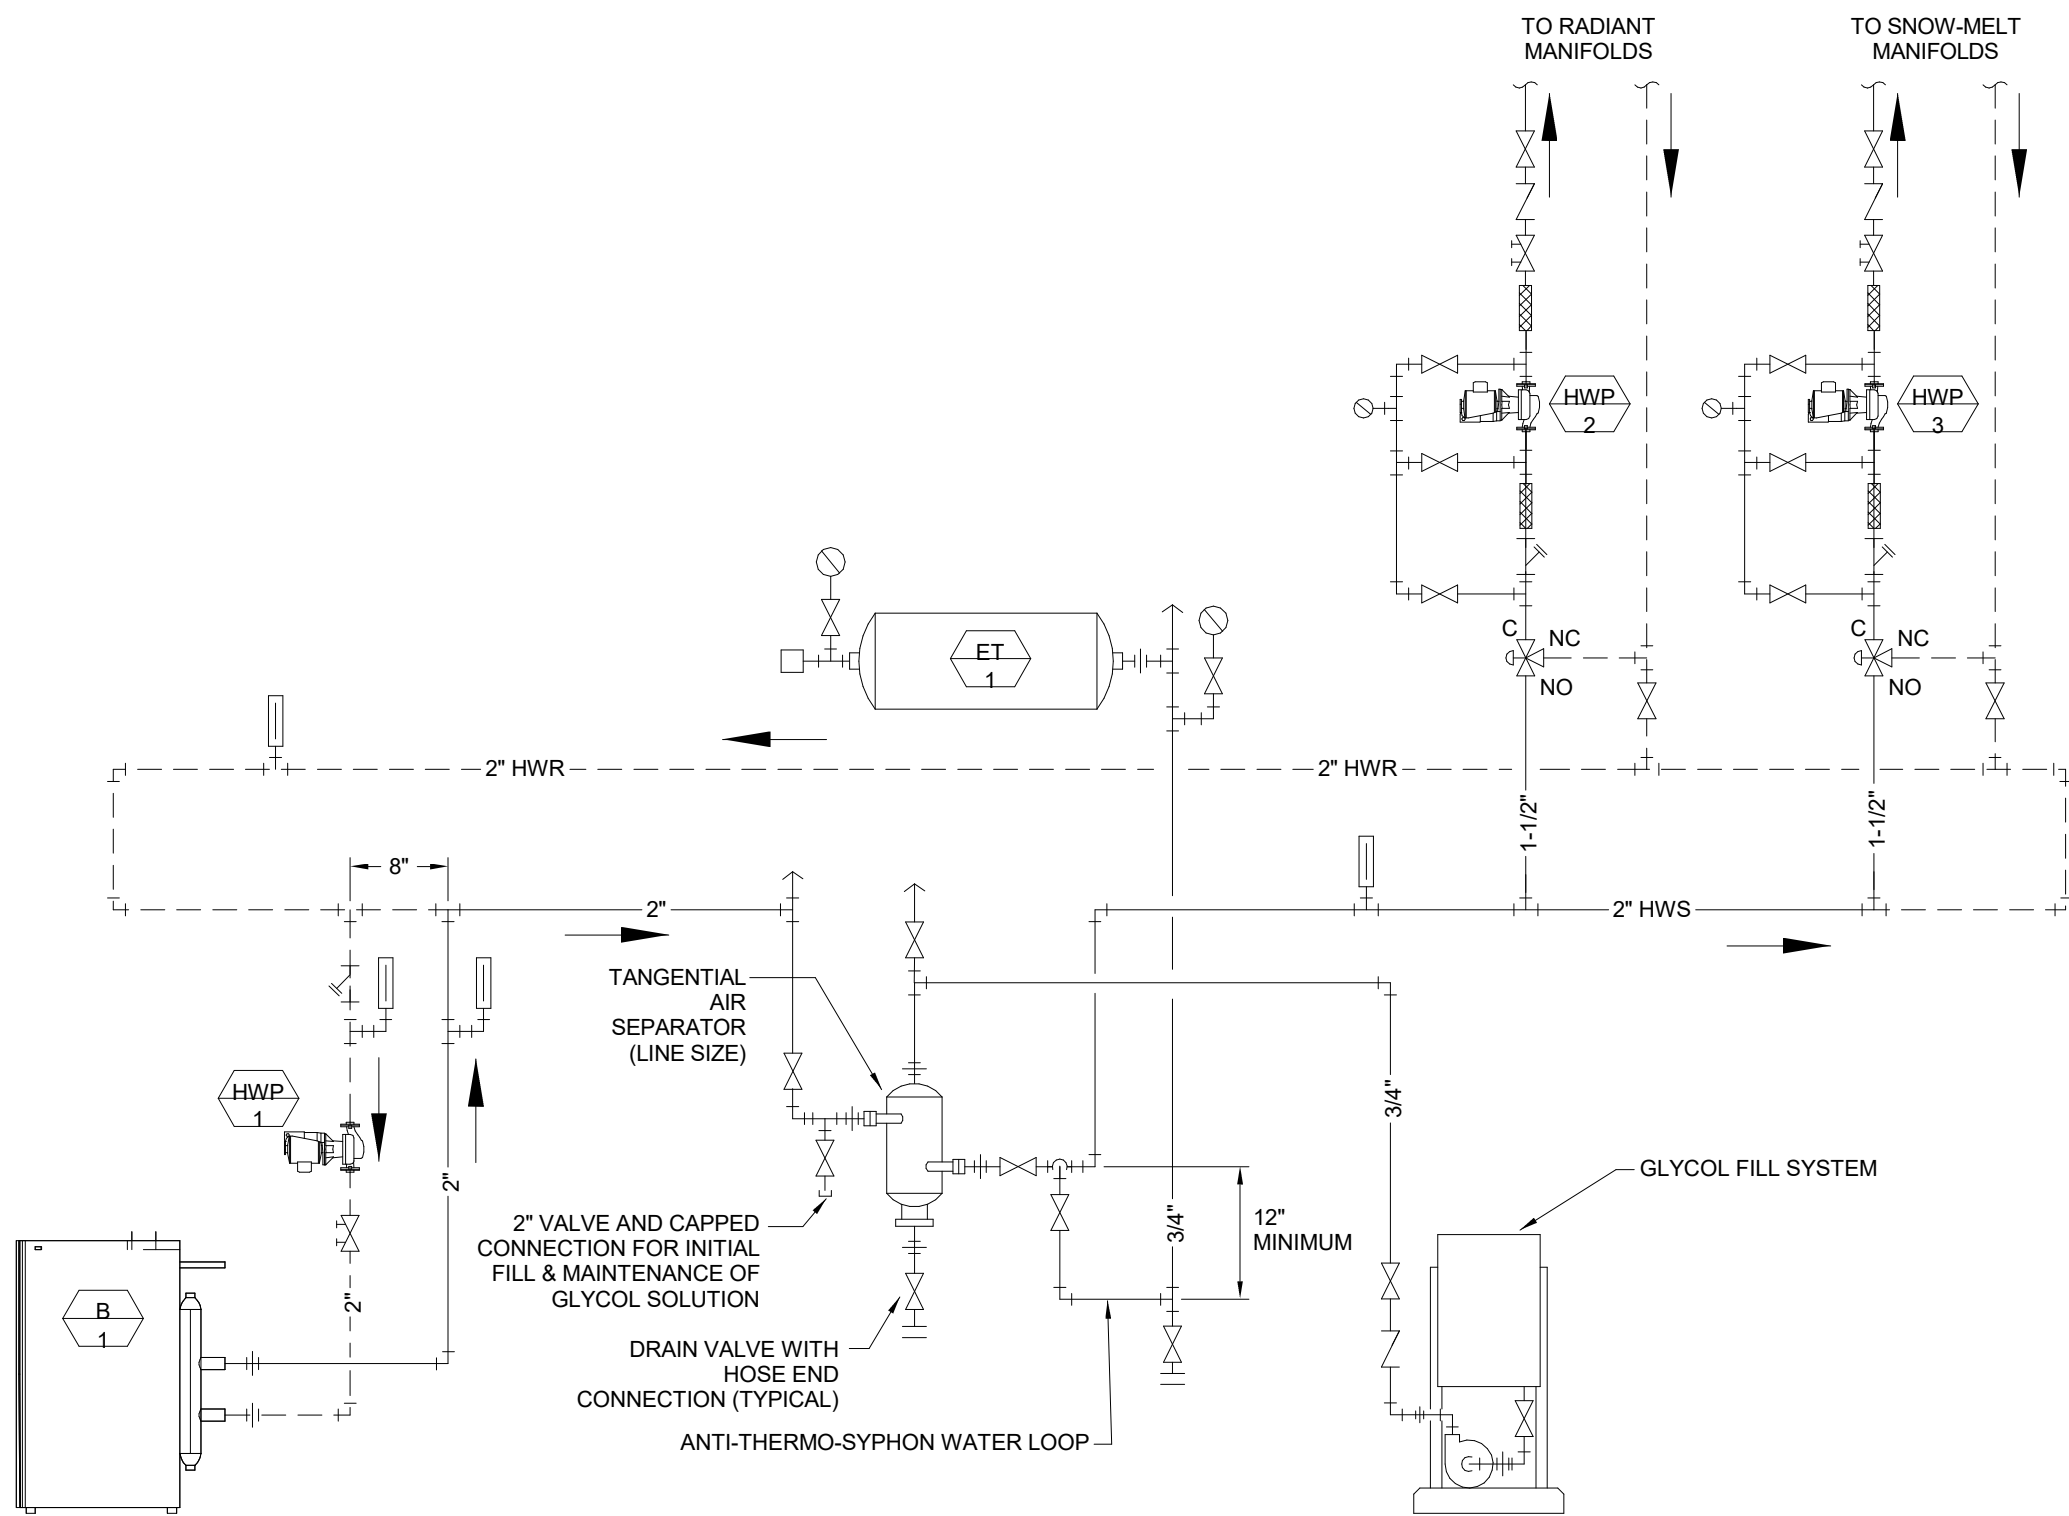 TO RADIANT
MANIFOLDS
TO SNOW-MELT
MANIFOLDS
HWP
2
HWP
3
ET
1
C
NC
NO
C
NC
NO
2" HWR
2" HWR
1-1/2"
1-1/2"
8"
2"
2" HWS
TANGENTIAL
AIR
SEPARATOR
(LINE SIZE)
HWP
1
3/4"
2"
GLYCOL FILL SYSTEM
2" VALVE AND CAPPED
CONNECTION FOR INITIAL
FILL & MAINTENANCE OF
GLYCOL SOLUTION
3/4"
12"
MINIMUM
B
1
2"
DRAIN VALVE WITH
HOSE END
CONNECTION (TYPICAL)
ANTI-THERMO-SYPHON WATER LOOP